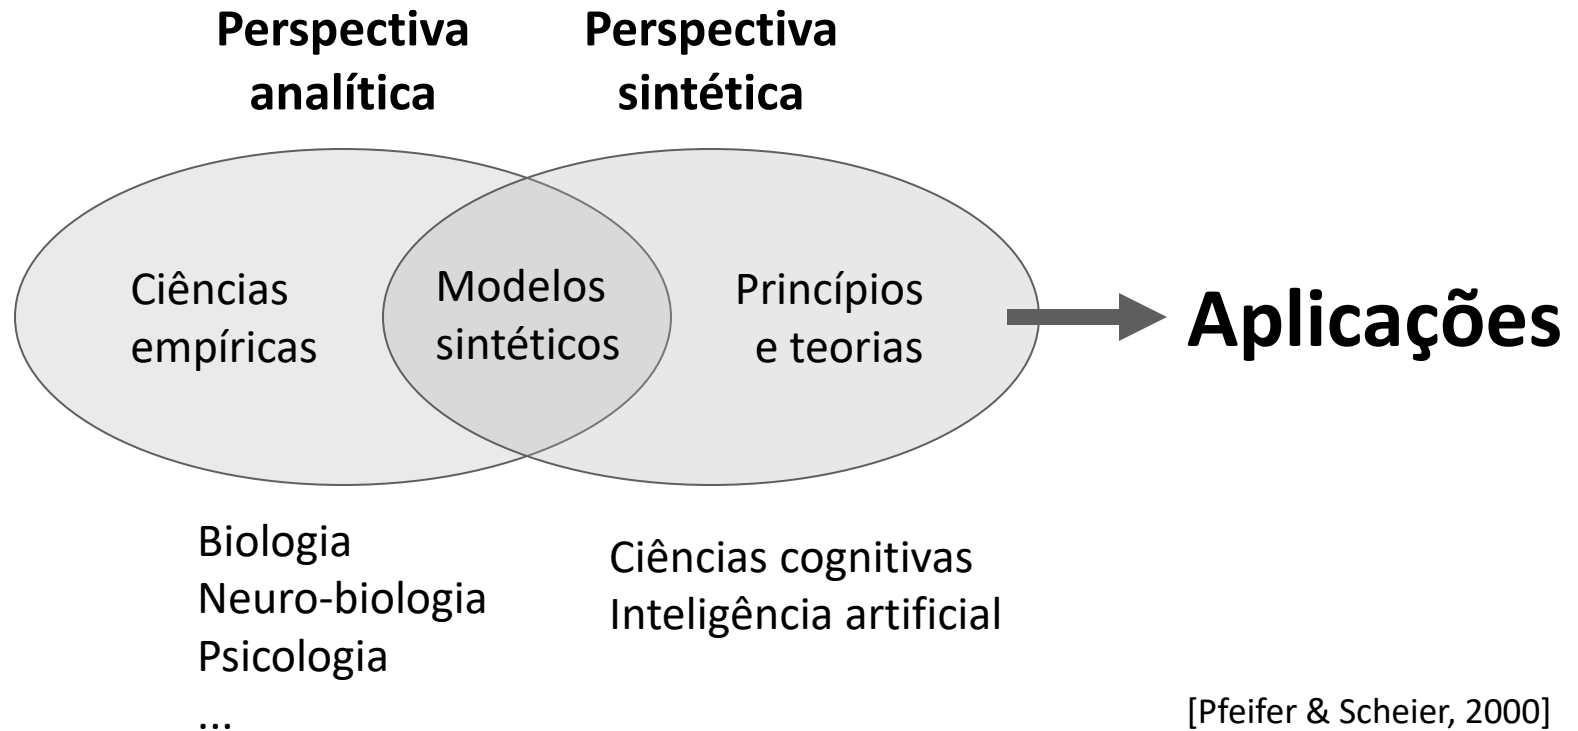 Perspectiva
analítica
Perspectiva
sintética
Ciências
empíricas
Modelos
sintéticos
Princípios
e teorias
Aplicações
Biologia
Neuro-biologia
Psicologia
...
Ciências cognitivas
Inteligência artificial
[Pfeifer & Scheier, 2000]